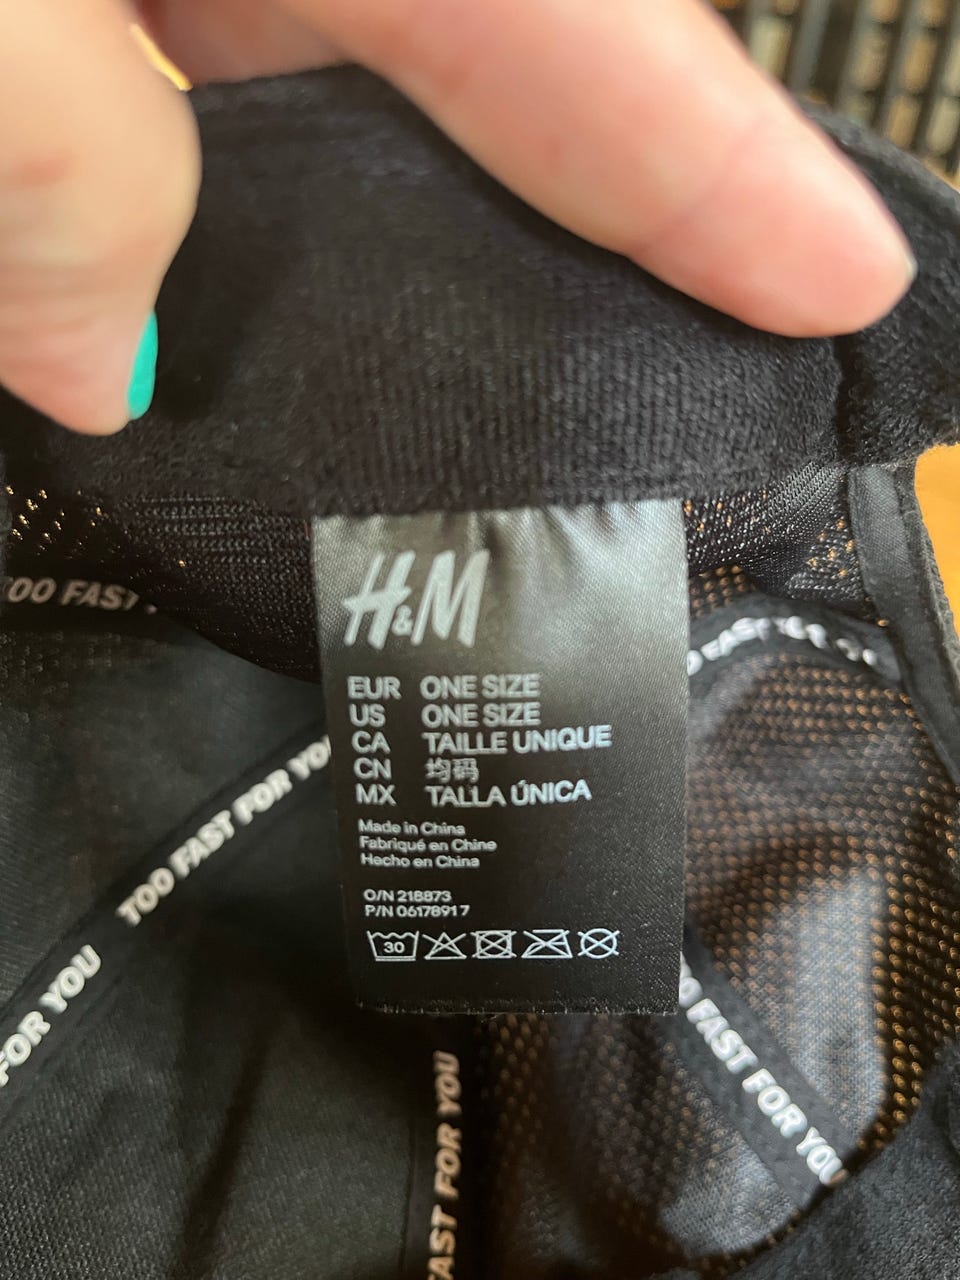 H&M
EUR ONE SIZE
US ONE SIZE
CA TAILLE UNIQUE
CN 均码
MX TALLA ÚNICA
Made in China
Fabriqué en Chine
Hecho en China
O/N 218873
P/N 06178917
30
OO FAST
TOO FAST FOR YOU
FOR YOU
FAST FOR YOU
OO FAST FOR YOU